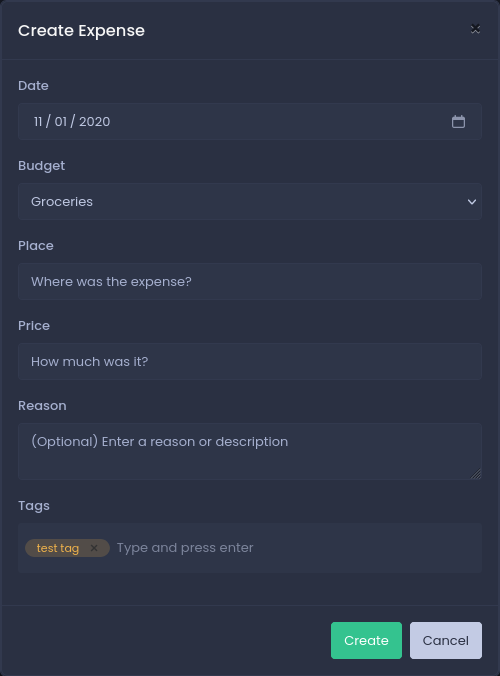 Create Expense
Date
11 / 01 / 2020
Budget
Groceries
Place
Where was the expense?
Price
How much was it?
Reason
(Optional) Enter a reason or description
Tags
test tag × Type and press enter
Create Cancel